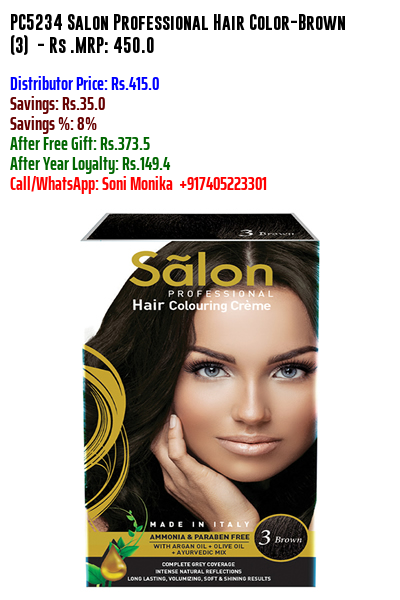 PC5234 Salon Professional Hair Color-Brown
(3) - Rs .MRP: 450.0
Distributor Price: Rs.415.0
Savings: Rs.35.0
Savings %: 8%
After Free Gift: Rs.373.5
After Year Loyalty: Rs.149.4
Call/WhatsApp: Soni Monika +917405223301
3 Brown
Sãlon
PROFESSIONAL
Hair Colouring Crème
MADE IN ITALY
AMMONIA & PARABEN FREE
WITH ARGAN OIL + OLIVE OIL
+ AYURVEDIC MIX
3 Brown
COMPLETE GREY COVERAGE
INTENSE NATURAL REFLECTIONS
LONG LASTING, VOLUMIZING, SOFT & SHINING RESULTS